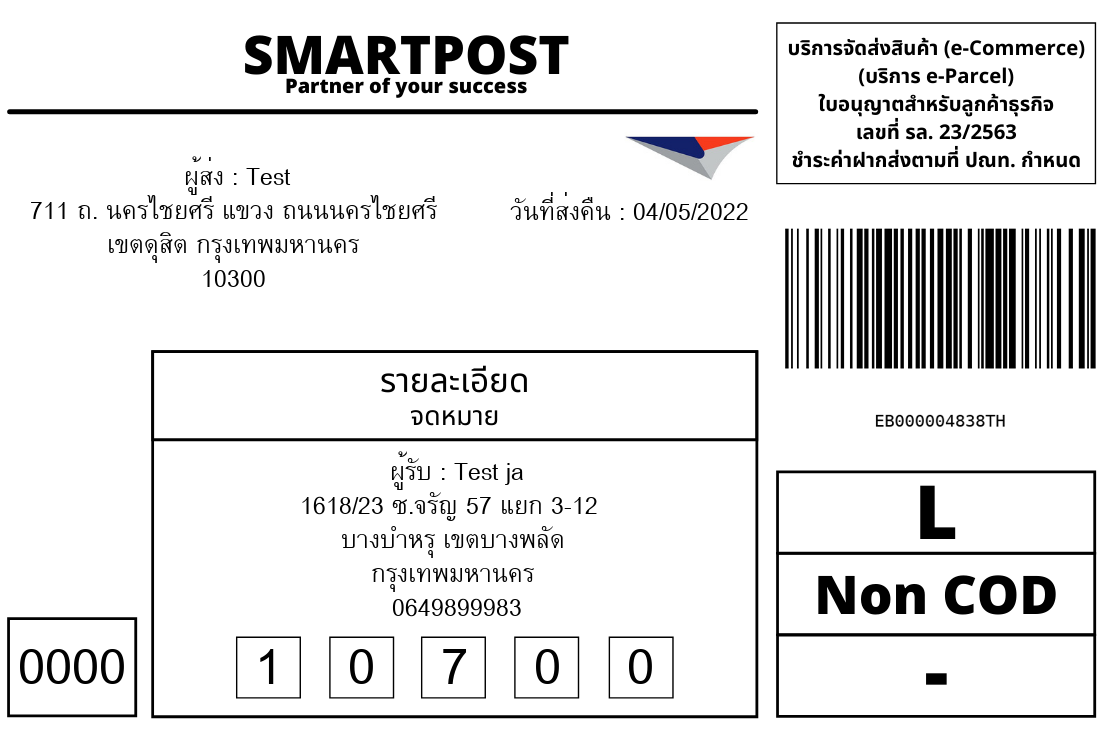 SMARTPOST
Partner of your success
บริการจัดส่งสินค้า (e-Commerce)
(บริการ e-Parcel)
ใบอนุญาตสำหรับลูกค้าธุรกิจ
เลขที่ รล. 23/2563
ชำระค่าฝากส่งตามที่ ปณท. กำหนด
ผู้ส่ง : Test
711 ถ. นครไชยศรี แขวง ถนนนครไชยศรี
เขตดุสิต กรุงเทพมหานคร
10300
วันที่ส่งคืน : 04/05/2022
EB000004838TH
รายละเอียด
จดหมาย
ผู้รับ : Test ja
1618/23 ซ.จรัญ 57 แยก 3-12
บางบำหรุ เขตบางพลัด
กรุงเทพมหานคร
0649899983
1 0 7 0 0
0000
L
Non COD
-